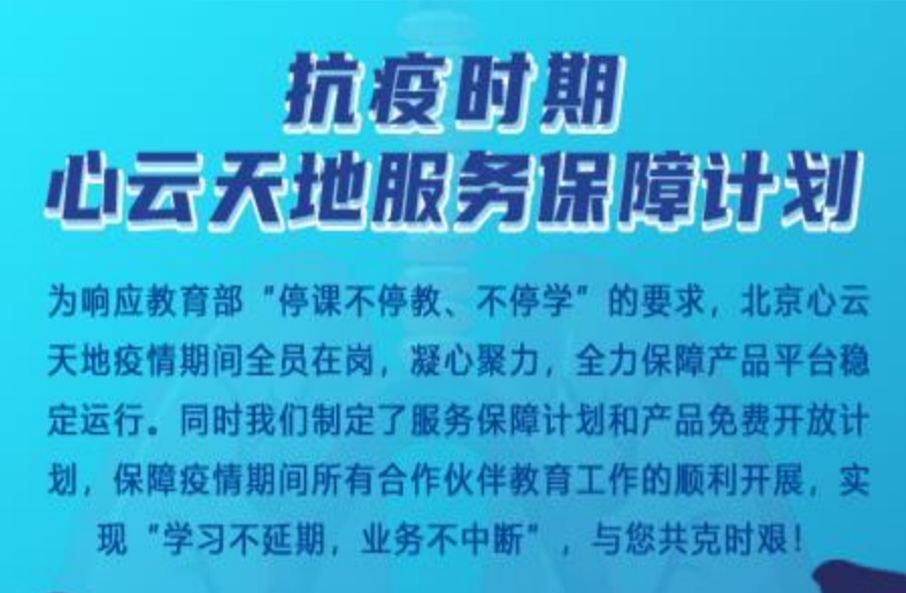 抗疫时期
心云天地服务保障计划
为响应教育部“停课不停教、不停学”的要求，北京心云
天地疫情期间全员在岗，凝心聚力，全力保障产品平台稳
定运行。同时我们制定了服务保障计划和产品免费开放计
划，保障疫情期间所有合作伙伴教育工作的顺利开展，实
现“学习不延期，业务不中断”，与您共克时艰！